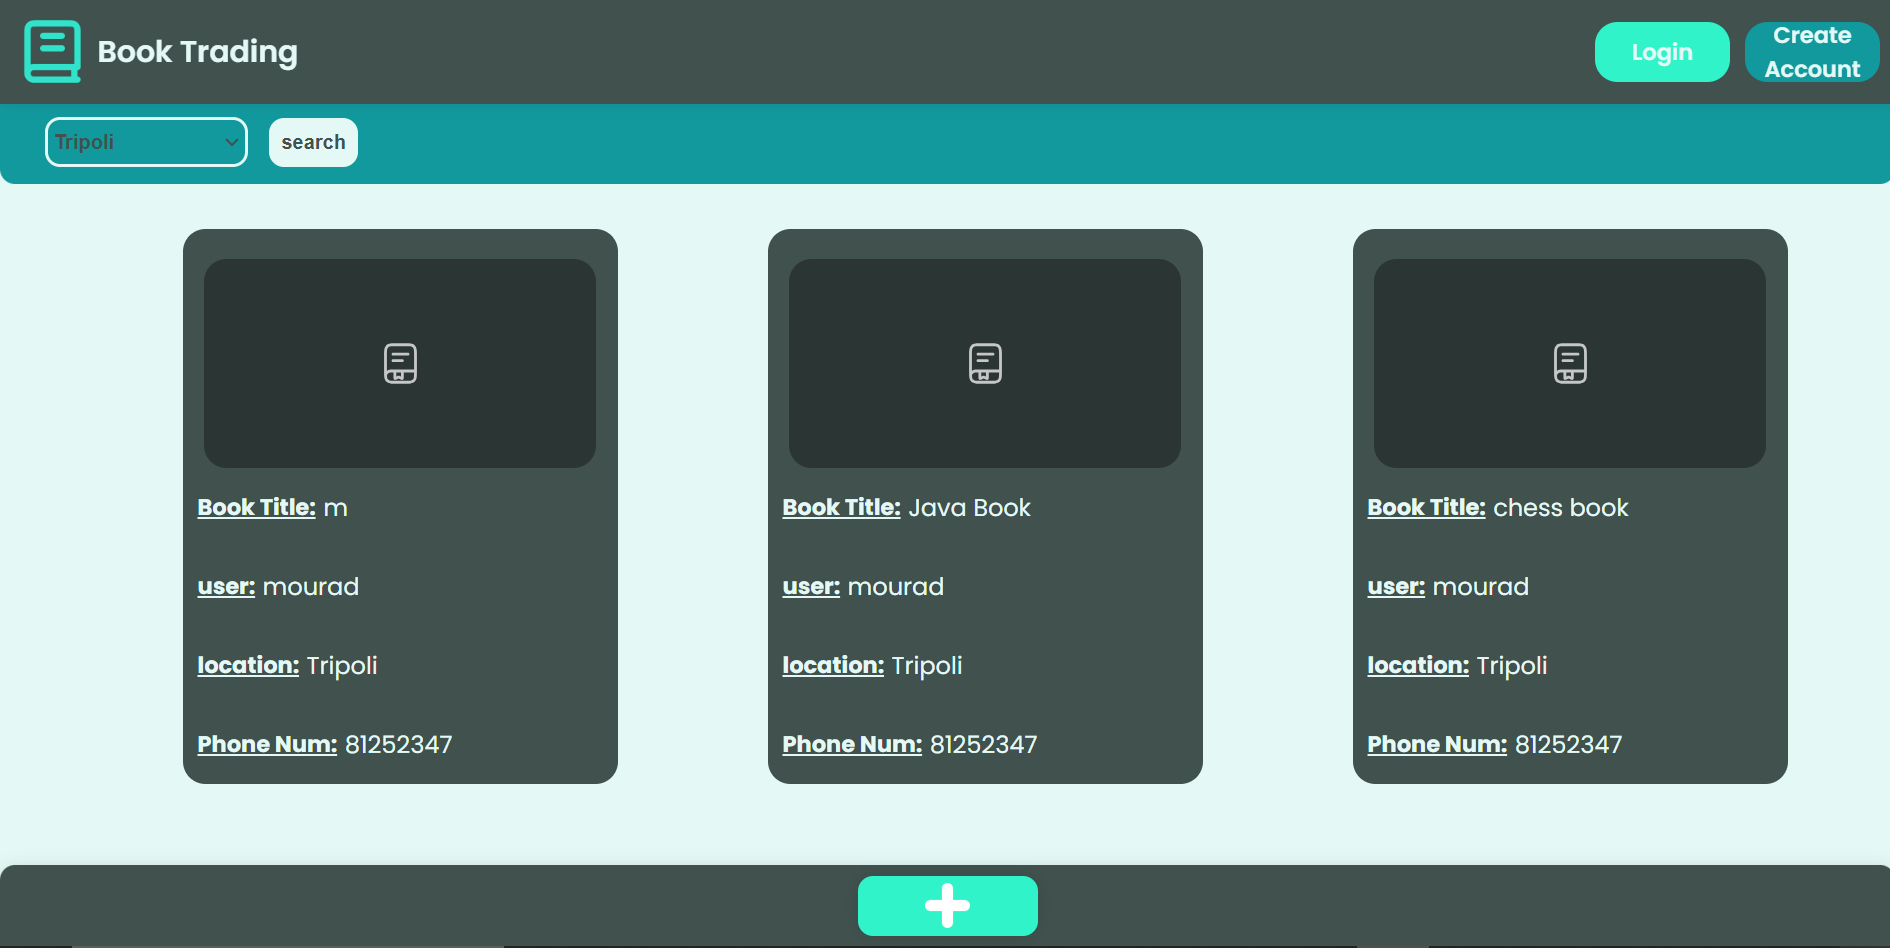 Book Trading
Login
Create
Account
Tripoli
search
Book Title: m
user: mourad
location: Tripoli
Phone Num: 81252347
Book Title: Java Book
user: mourad
location: Tripoli
Phone Num: 81252347
Book Title: chess book
user: mourad
location: Tripoli
Phone Num: 81252347